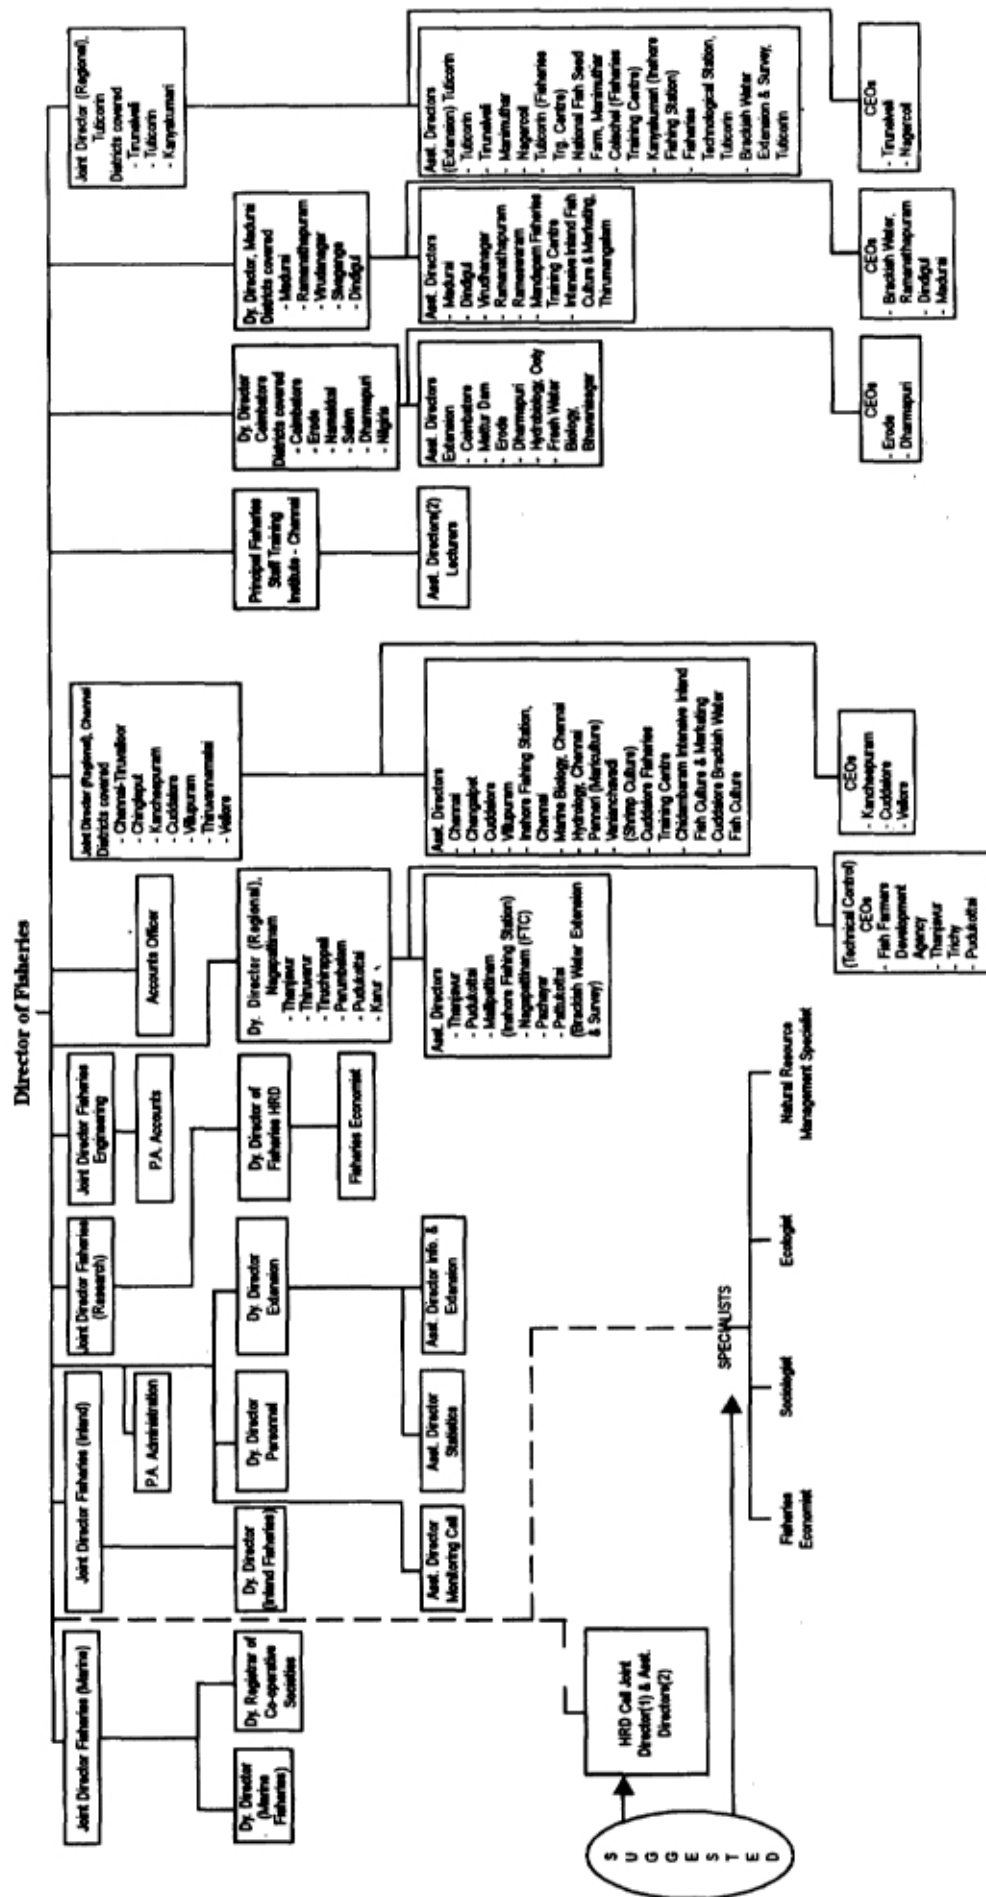 Director of Fisheries
Joint Director Fisheries (Marine)
Joint Director Fisheries (Inland)
Joint Director Fisheries
(Research)
Joint Director Fisheries
Engineering
Joint Director (Regional), Chennai
Districts covered
- Chennai-Tiruvalloor
- Chingleput
- Kancheepuram
- Cuddalore
- Villupuram
- Thiruvannamalai
- Vellore
Joint Director (Regional),
Tuticorin
Districts covered
- Tirunelveli
- Tuticorin
- Kanyakumari
P.A. Administration
P.A. Accounts
Accounts Officer
Dy. Director
(Marine
Fisheries)
Dy. Registrar of
Co-operative
Societies
Dy. Director
(Inland Fisheries)
Dy. Director
Personnel
Dy. Director
Extension
Dy. Director of
Fisheries HRD
Dy. Director (Regional),
Nagapattinam
- Thanjavur
- Thiruvarur
- Tiruchirappali
- Perumbalam
- Pudukottai
- Karur
Principal Fisheries
Staff Training
Institute - Chennai
Dy. Director
Coimbatore
Districts covered
- Coimbatore
- Erode
- Namakkal
- Salem
- Dharmapuri
- Nilgiris
Dy. Director, Madurai
Districts covered
- Madurai
- Ramanathapuram
- Virudanagar
- Sivaganga
- Dindigul
Asst. Director
Monitoring Cell
Asst. Director
Statistics
Asst. Director Info. &
Extension
Fisheries Economist
Asst. Directors
- Thanjavur
- Pudukottai
- Mallipattinam
(Inshore Fishing Station)
- Nagapattinam (FTC)
- Pazhayar
- Pattukottai
(Brackish Water Extension
& Survey)
Asst. Directors
- Chennai
- Chengalpet
- Cuddalore
- Villupuram
- Inshore Fishing Station,
Chennai
- Marine Biology, Chennai
- Hydrology, Chennai
- Ponneri (Mariculture)
- Vanianchavadi
(Shrimp Culture)
- Cuddalore Fisheries
Training Centre
- Chidambaram Intensive Inland
Fish Culture & Marketing
- Cuddalore Brackish Water
Fish Culture
Asst. Directors(2)
Lecturers
Asst. Directors
Extension
- Coimbatore
- Mettur Dam
- Erode
- Dharmapuri
- Hydrobiology, Ooty
- Fresh Water
Biology,
Bhavanisagar
Asst. Directors
- Madurai
- Dindigul
- Virudhanagar
- Ramanathapuram
- Rameswaram
- Mandapam Fisheries
Training Centre
- Intensive Inland Fish
Culture & Marketing,
Thirumangalam
Asst. Directors
(Extension) Tuticorin
- Tuticorin
- Tirunelveli
- Manimuthar
- Nagercoil
- Tuticorin (Fisheries
Trg. Centre)
- National Fish Seed
Farm, Manimuthar
- Colachel (Fisheries
Training Centre)
- Kanyakumari (Inshore
Fishing Station)
- Fisheries
Technological Station,
Tuticorin
- Brackish Water
Extension & Survey,
Tuticorin
HRD Cell Joint
Director(1) & Asst.
Directors(2)
SUGGESTED
SPECIALISTS
Fisheries
Economist
Sociologist
Ecologist
Natural Resource
Management Specialist
(Technical Control)
CEOs
- Fish Farmers
Development
Agency
- Thanjavur
- Trichy
- Pudukottai
CEOs
- Kancheepuram
- Cuddalore
- Vellore
CEOs
- Erode
- Dharmapuri
CEOs
- Brackish Water,
Ramanathapuram
- Dindigul
- Madurai
CEOs
- Tirunelveli
- Nagercoil